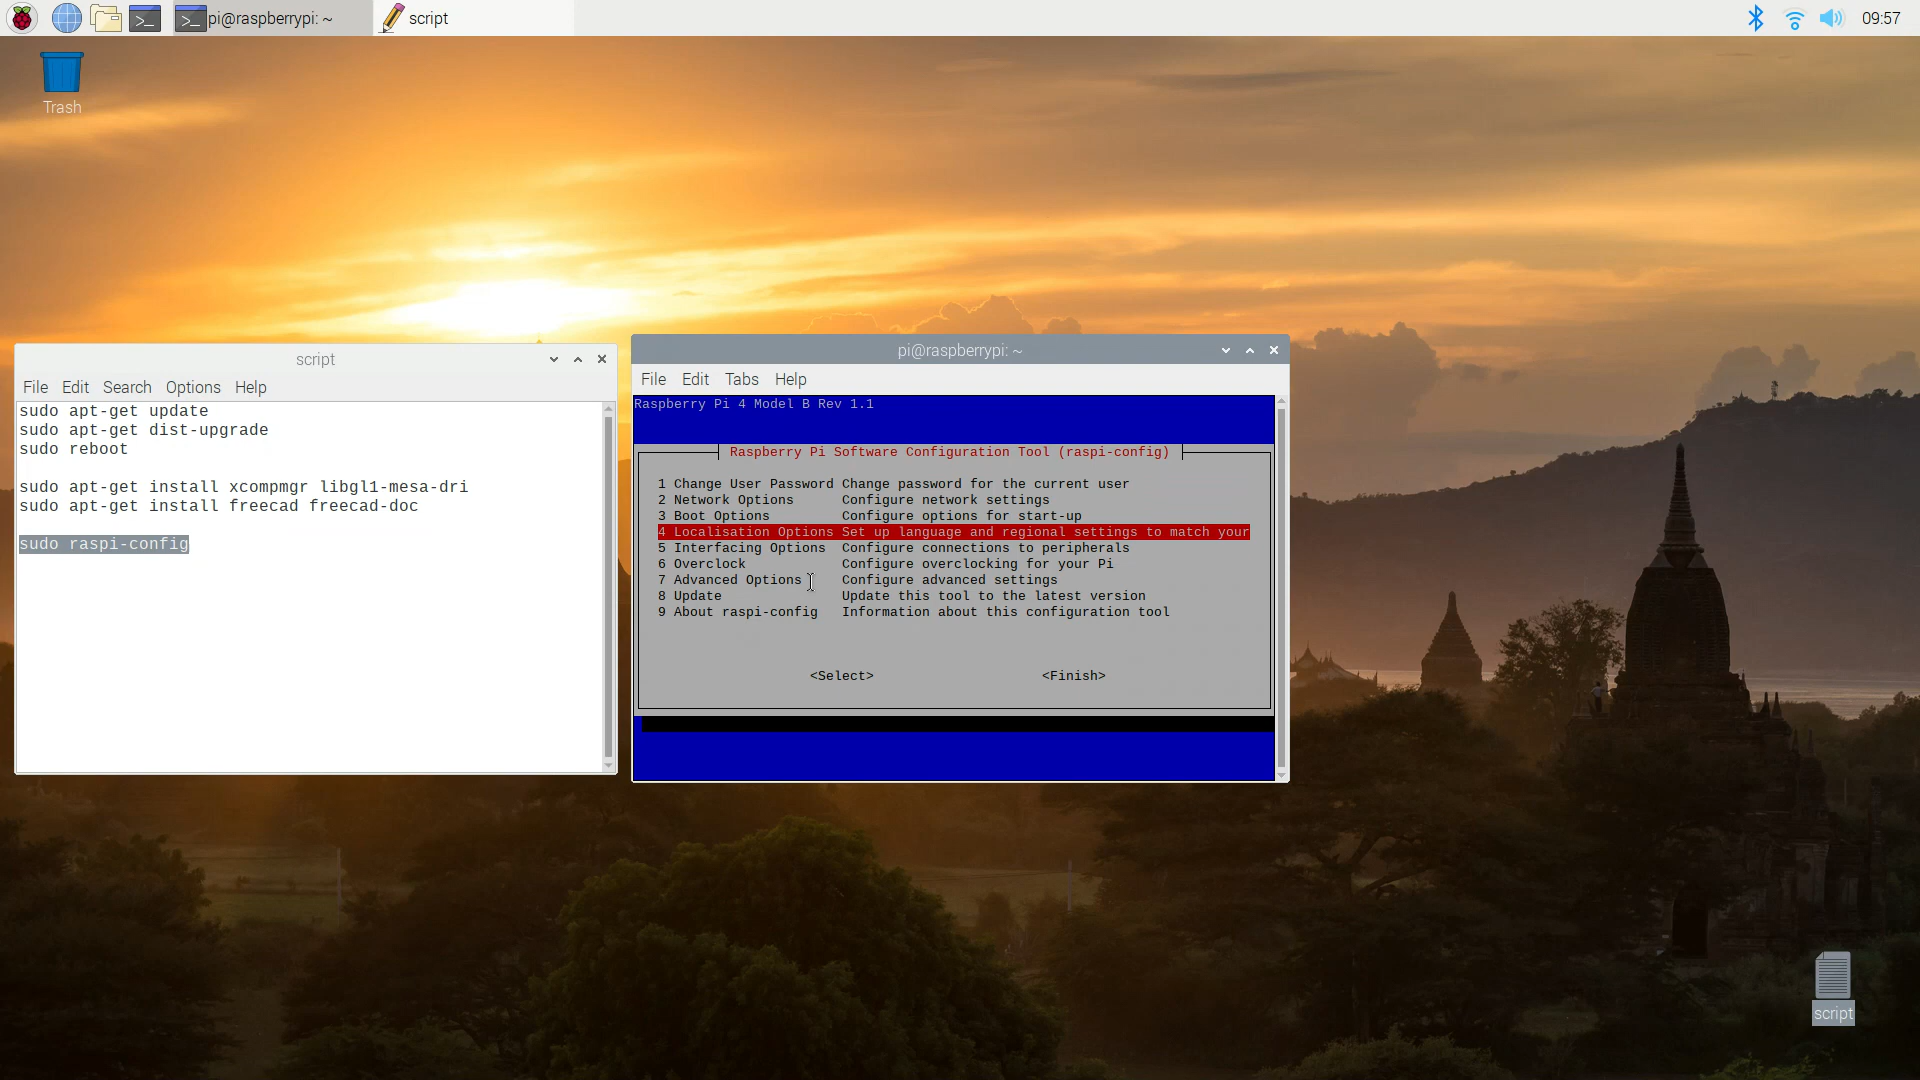 pi@raspberrypi: ~
script
09:57
Trash
script
File Edit Search Options Help
sudo apt-get update
sudo apt-get dist-upgrade
sudo reboot
sudo apt-get install xcompmgr libgl1-mesa-dri
sudo apt-get install freecad freecad-doc
sudo raspi-config
pi@raspberrypi: ~
File Edit Tabs Help
Raspberry Pi 4 Model B Rev 1.1
Raspberry Pi Software Configuration Tool (raspi-config)
1 Change User Password Change password for the current user
2 Network Options Configure network settings
3 Boot Options Configure options for start-up
4 Localisation Options Set up language and regional settings to match your
5 Interfacing Options Configure connections to peripherals
6 Overclock Configure overclocking for your Pi
7 Advanced Options Configure advanced settings
8 Update Update this tool to the latest version
9 About raspi-config Information about this configuration tool
<Select> <Finish>
script